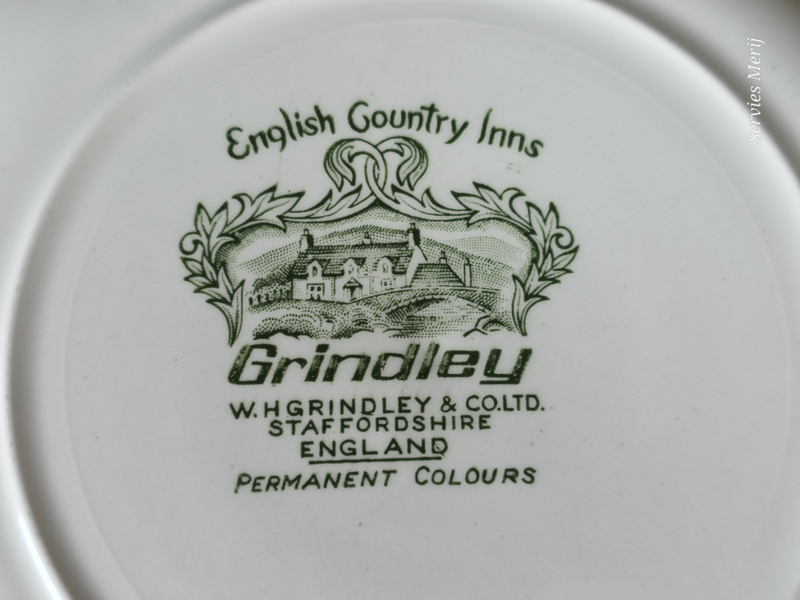 English Country Inns
Grindley
W.H GRINDLEY & CO.LTD.
STAFFORDSHIRE
ENGLAND
PERMANENT COLOURS
servies Merij